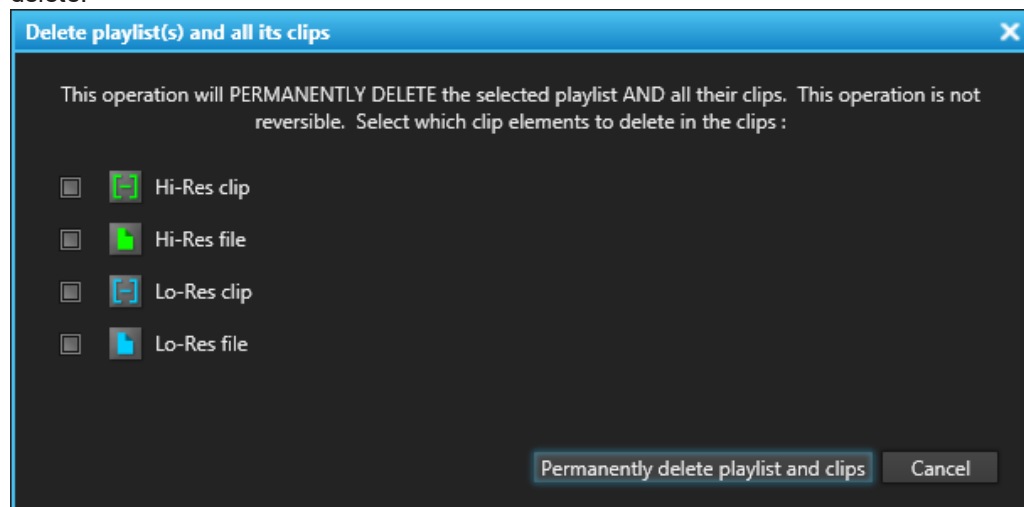 delete.
Delete playlist(s) and all its clips
This operation will PERMANENTLY DELETE the selected playlist AND all their clips. This operation is not
reversible. Select which clip elements to delete in the clips :
Hi-Res clip
Hi-Res file
Lo-Res clip
Lo-Res file
Permanently delete playlist and clips Cancel